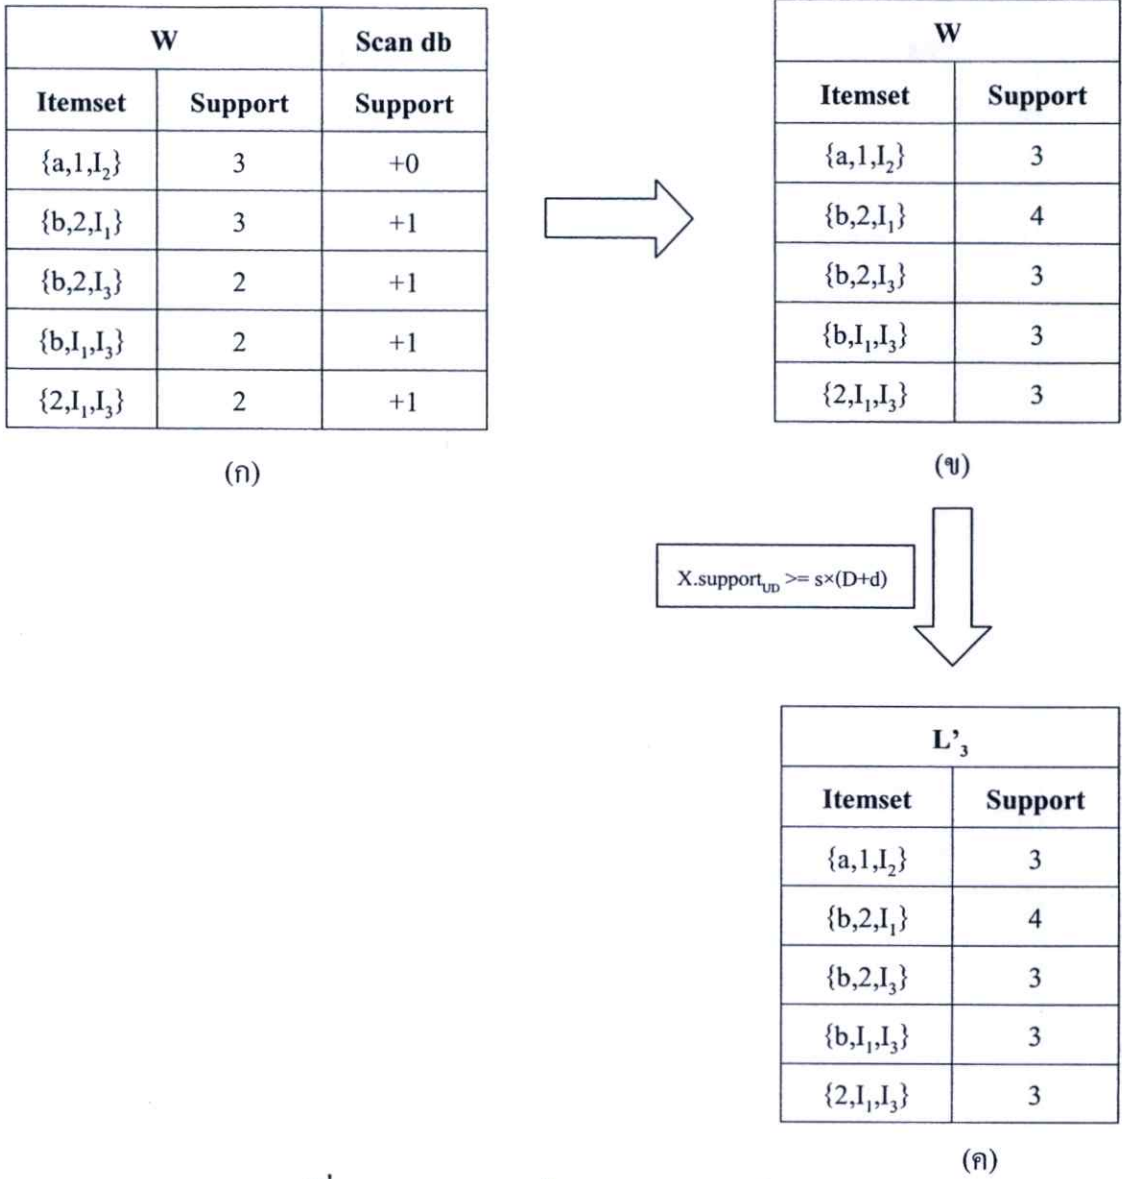 W Scan db
Itemset Support Support
{a,1,I₂} 3 +0
{b,2,I₁} 3 +1
{b,2,I₃} 2 +1
{b,I₁,I₃} 2 +1
{2,I₁,I₃} 2 +1
(ก)
W
Itemset Support
{a,1,I₂} 3
{b,2,I₁} 4
{b,2,I₃} 3
{b,I₁,I₃} 3
{2,I₁,I₃} 3
(ข)
X.support_UD >= s×(D+d)
L’₃
Itemset Support
{a,1,I₂} 3
{b,2,I₁} 4
{b,2,I₃} 3
{b,I₁,I₃} 3
{2,I₁,I₃} 3
(ค)